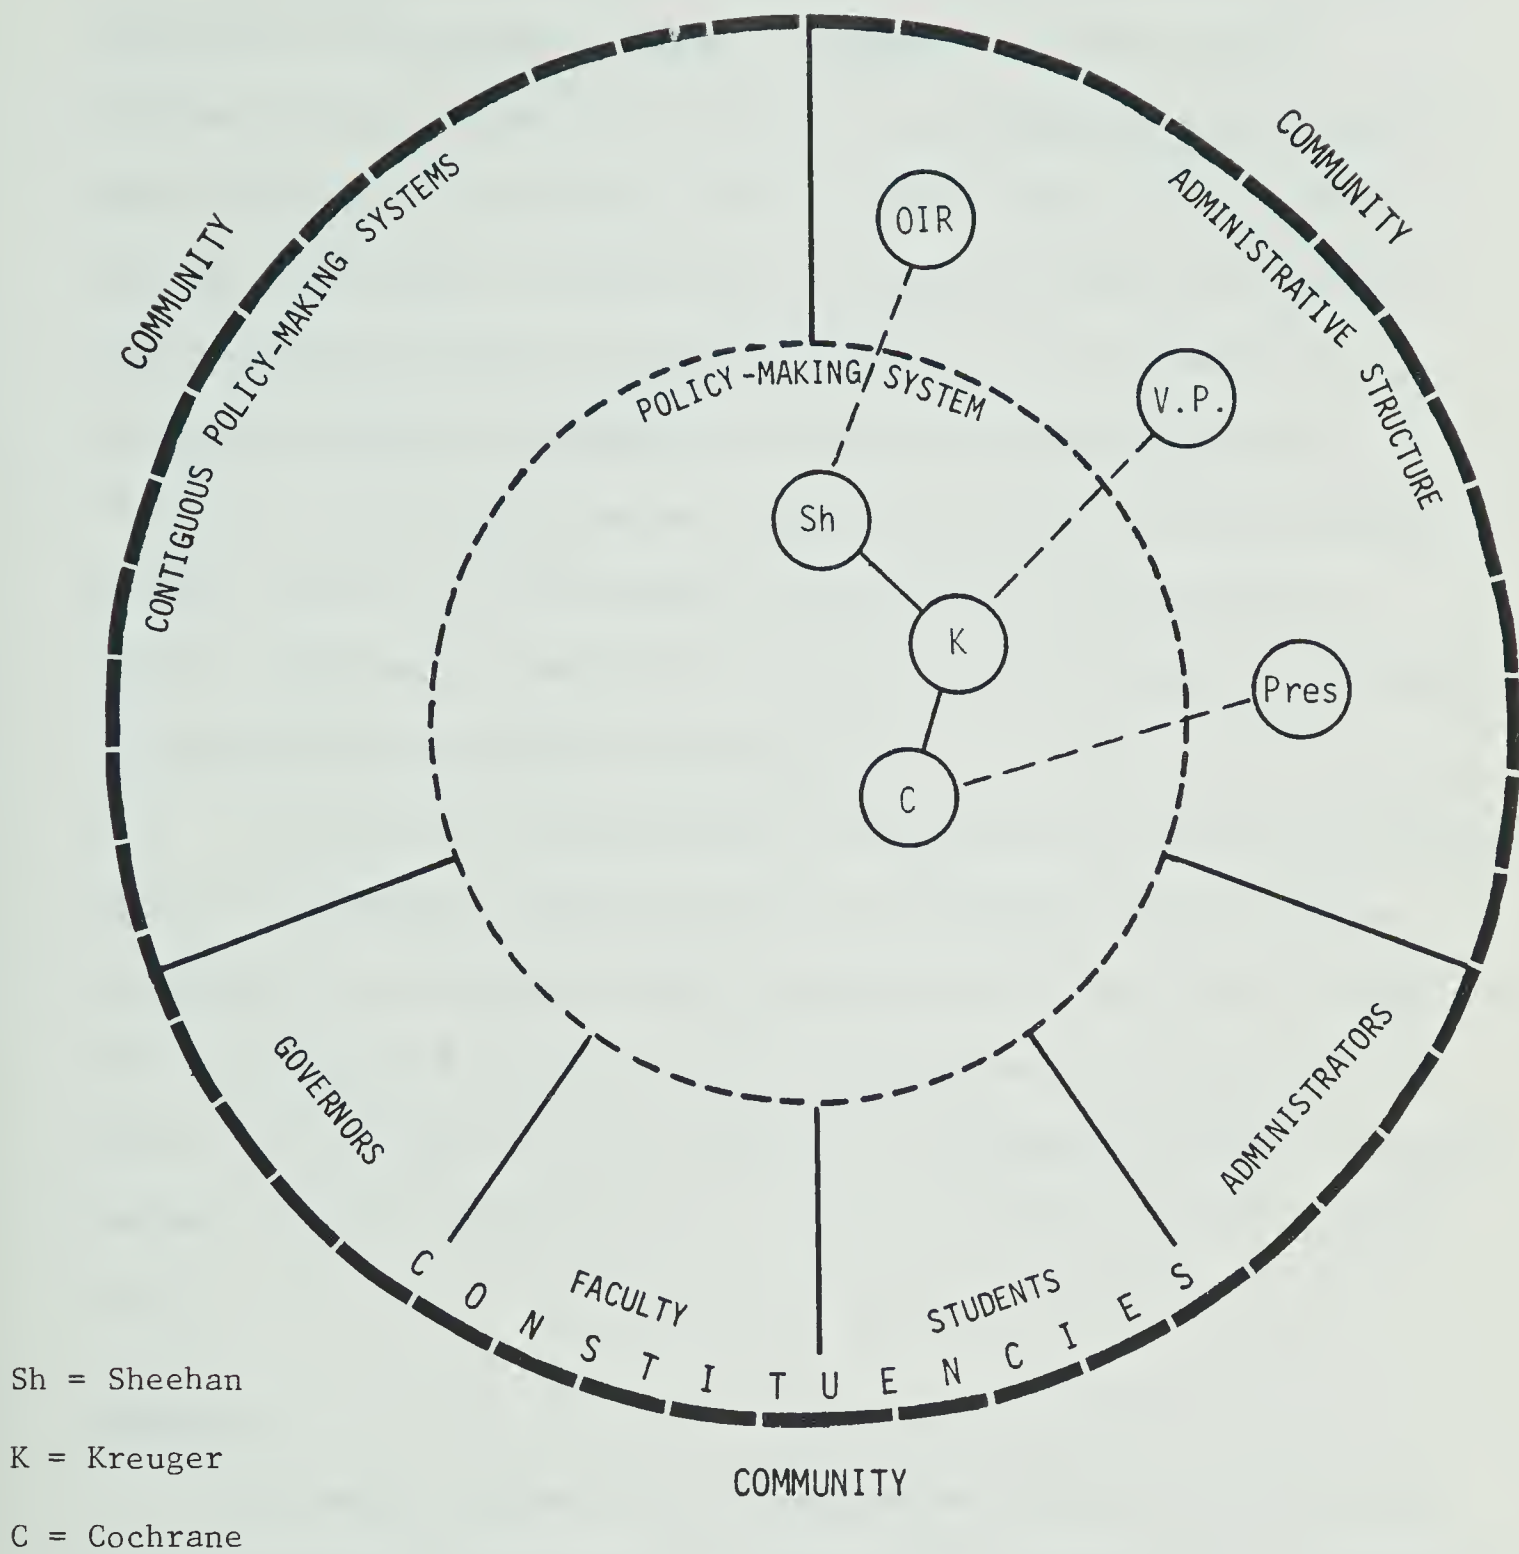 COMMUNITY
COMMUNITY
CONTIGUOUS POLICY-MAKING SYSTEMS
ADMINISTRATIVE STRUCTURE
OIR
POLICY-MAKING SYSTEM
V.P.
Sh
K
Pres
C
GOVERNORS
ADMINISTRATORS
FACULTY
STUDENTS
CONSTITUENCIES
COMMUNITY
Sh = Sheehan
K = Kreuger
C = Cochrane